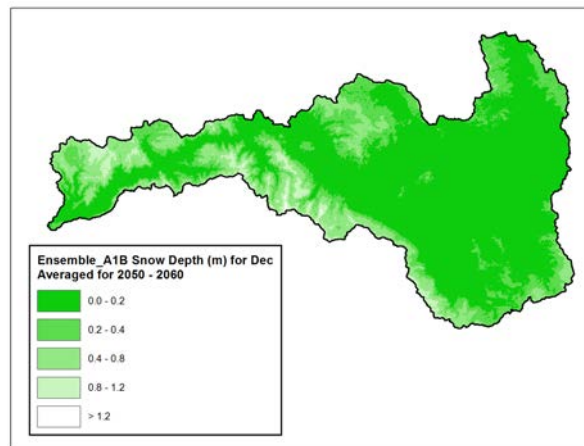 Ensemble_A1B Snow Depth (m) for Dec
Averaged for 2050 - 2060
0.0 - 0.2
0.2 - 0.4
0.4 - 0.8
0.8 - 1.2
> 1.2